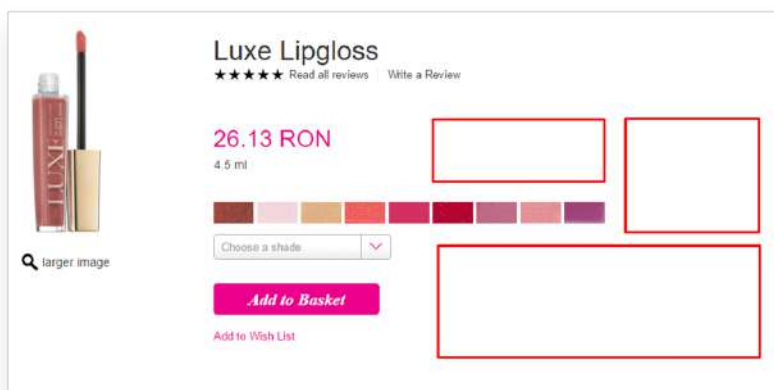 Luxe Lipgloss
★★★★★ Read all reviews Write a Review
26.13 RON
4.5 ml
LUXE
Choose a shade
larger image
Add to Basket
Add to Wish List